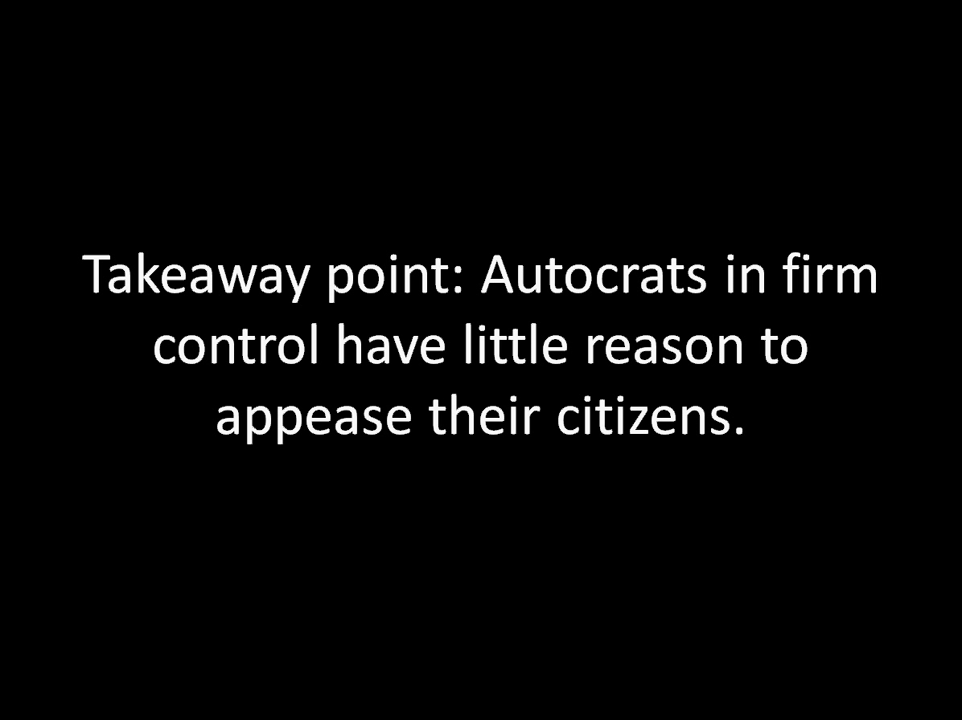 Takeaway point: Autocrats in firm
control have little reason to
appease their citizens.